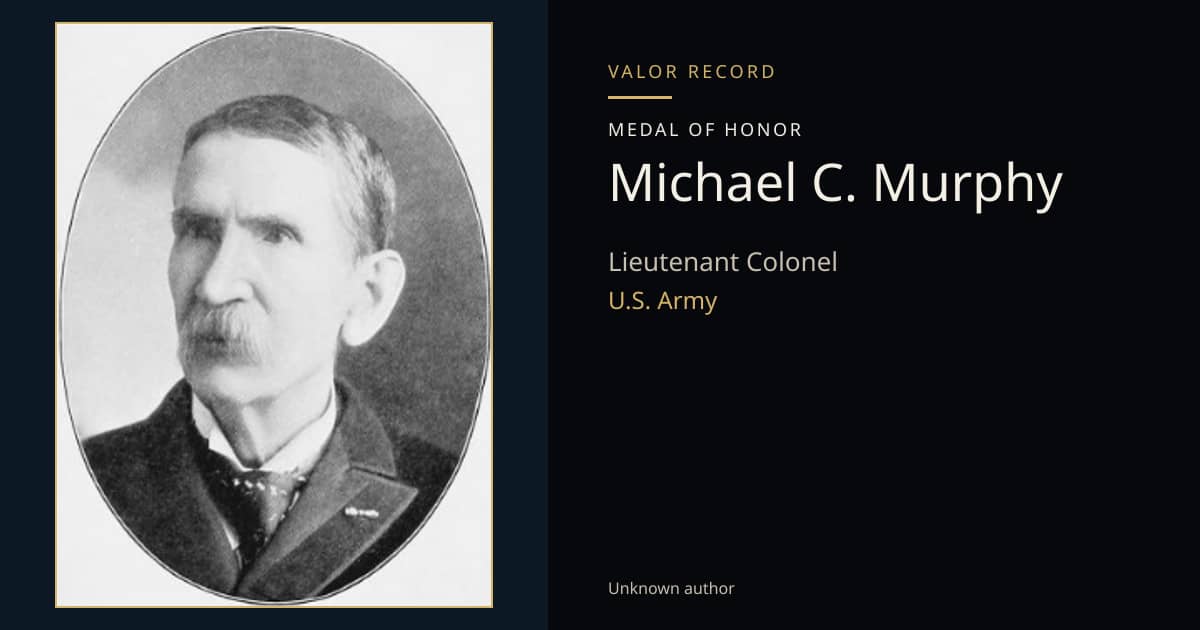 VALOR RECORD
MEDAL OF HONOR
Michael C. Murphy
Lieutenant Colonel
U.S. Army
Unknown author